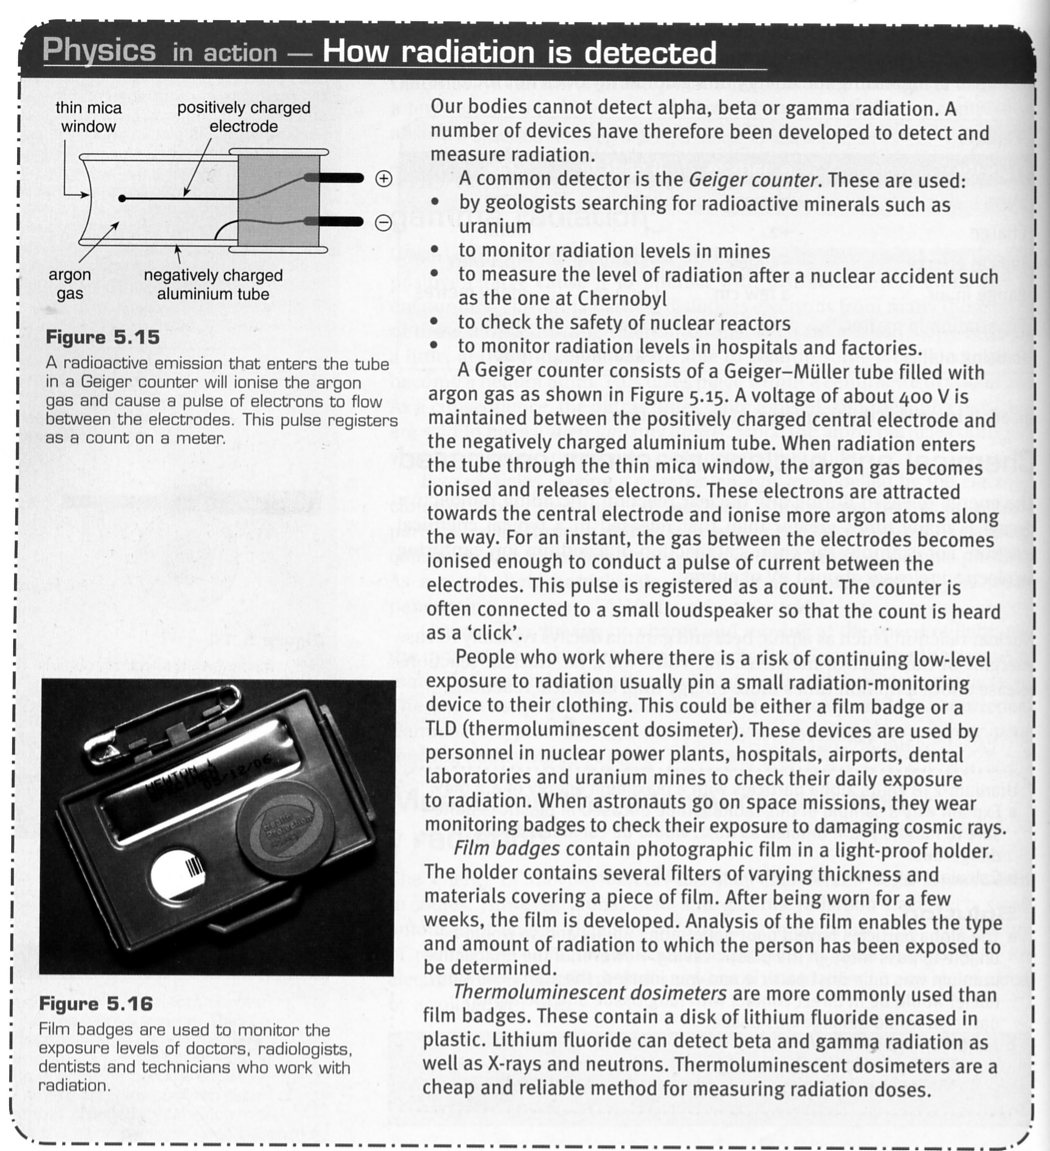 Physics in action — How radiation is detected
thin mica
window
positively charged
electrode
+
−
argon
gas
negatively charged
aluminium tube
Figure 5.15
A radioactive emission that enters the tube
in a Geiger counter will ionise the argon
gas and cause a pulse of electrons to flow
between the electrodes. This pulse registers
as a count on a meter.
Figure 5.16
Film badges are used to monitor the
exposure levels of doctors, radiologists,
dentists and technicians who work with
radiation.
Our bodies cannot detect alpha, beta or gamma radiation. A
number of devices have therefore been developed to detect and
measure radiation.
A common detector is the Geiger counter. These are used:
• by geologists searching for radioactive minerals such as
uranium
• to monitor radiation levels in mines
• to measure the level of radiation after a nuclear accident such
as the one at Chernobyl
• to check the safety of nuclear reactors
• to monitor radiation levels in hospitals and factories.
A Geiger counter consists of a Geiger–Müller tube filled with
argon gas as shown in Figure 5.15. A voltage of about 400 V is
maintained between the positively charged central electrode and
the negatively charged aluminium tube. When radiation enters
the tube through the thin mica window, the argon gas becomes
ionised and releases electrons. These electrons are attracted
towards the central electrode and ionise more argon atoms along
the way. For an instant, the gas between the electrodes becomes
ionised enough to conduct a pulse of current between the
electrodes. This pulse is registered as a count. The counter is
often connected to a small loudspeaker so that the count is heard
as a ‘click’.
People who work where there is a risk of continuing low-level
exposure to radiation usually pin a small radiation-monitoring
device to their clothing. This could be either a film badge or a
TLD (thermoluminescent dosimeter). These devices are used by
personnel in nuclear power plants, hospitals, airports, dental
laboratories and uranium mines to check their daily exposure
to radiation. When astronauts go on space missions, they wear
monitoring badges to check their exposure to damaging cosmic rays.
Film badges contain photographic film in a light-proof holder.
The holder contains several filters of varying thickness and
materials covering a piece of film. After being worn for a few
weeks, the film is developed. Analysis of the film enables the type
and amount of radiation to which the person has been exposed to
be determined.
Thermoluminescent dosimeters are more commonly used than
film badges. These contain a disk of lithium fluoride encased in
plastic. Lithium fluoride can detect beta and gamma radiation as
well as X-rays and neutrons. Thermoluminescent dosimeters are a
cheap and reliable method for measuring radiation doses.